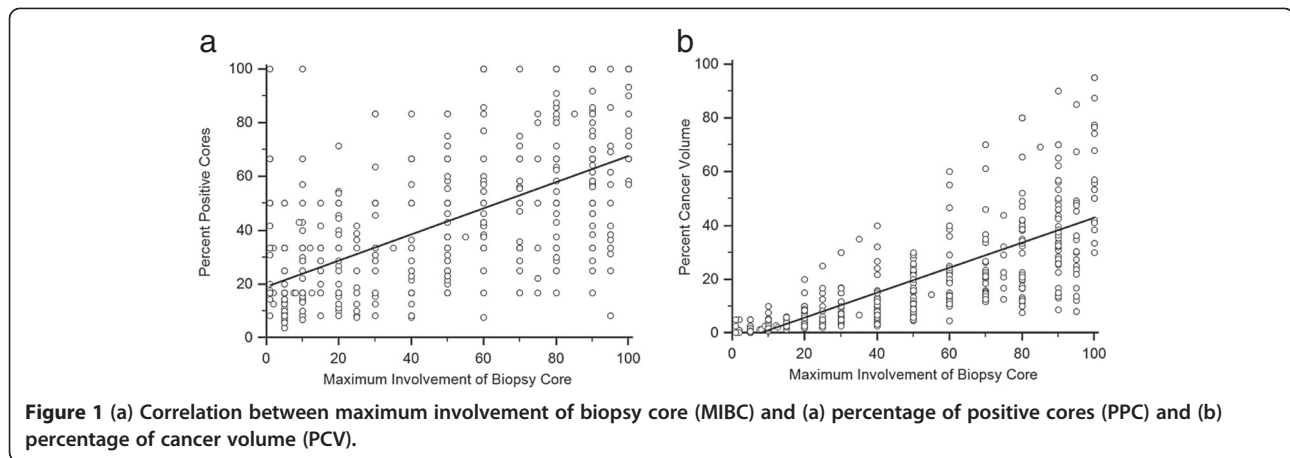 a
100
80
60
40
20
0
Percent Positive Cores
0 20 40 60 80 100
Maximum Involvement of Biopsy Core
b
100
80
60
40
20
0
Percent Cancer Volume
0 20 40 60 80 100
Maximum Involvement of Biopsy Core
Figure 1 (a) Correlation between maximum involvement of biopsy core (MIBC) and (a) percentage of positive cores (PPC) and (b)
percentage of cancer volume (PCV).